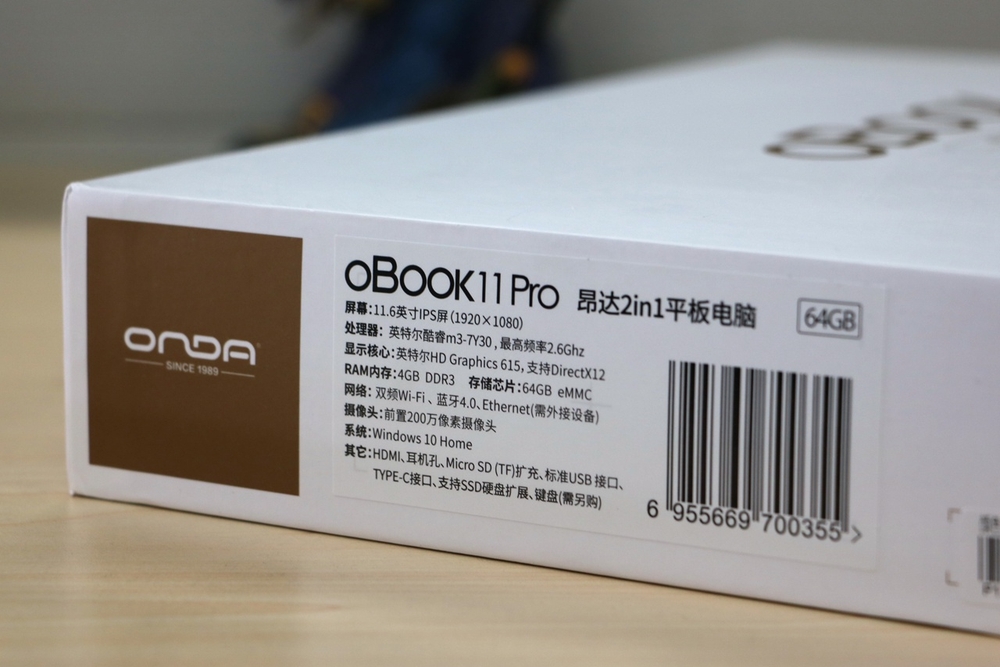 ONDA
SINCE 1989
oBOOK11 Pro 昂达2in1平板电脑 64GB
屏幕:11.6英寸IPS屏(1920×1080)
处理器：英特尔酷睿m3-7Y30 , 最高频率2.6Ghz
显示核心:英特尔HD Graphics 615，支持DirectX12
RAM内存:4GB DDR3 存储芯片:64GB eMMC
网络：双频Wi-Fi 、蓝牙4.0、Ethernet(需外接设备)
摄像头:前置200万像素摄像头
系统:Windows 10 Home
其它:HDMI、耳机孔、Micro SD (TF)扩充、标准USB 接口、
TYPE-C接口、支持SSD硬盘扩展、键盘(需另购)
6 955669 700355 >